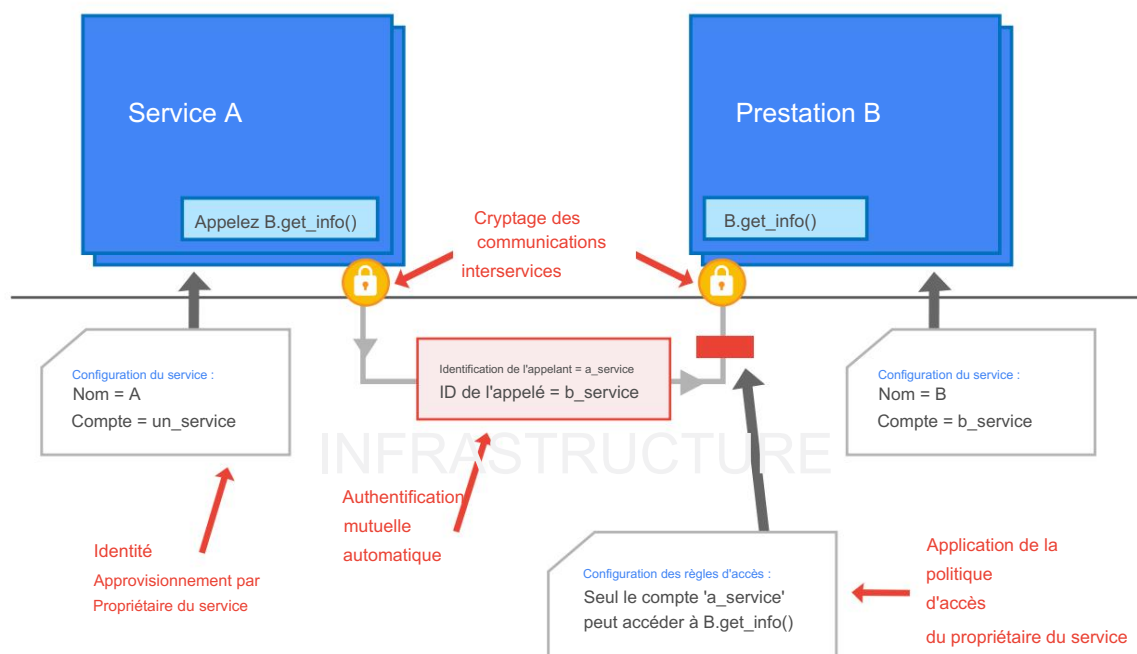 Service A
Prestation B
Appelez B.get_info()
B.get_info()
Cryptage des
communications
interservices
Configuration du service :
Nom = A
Compte = un_service
Identification de l'appelant = a_service
ID de l'appelé = b_service
Configuration du service :
Nom = B
Compte = b_service
INFRASTRUCTURE
Authentification
mutuelle
automatique
Identité
Approvisionnement par
Propriétaire du service
Configuration des règles d'accès :
Seul le compte 'a_service'
peut accéder à B.get_info()
Application de la
politique
d'accès
du propriétaire du service